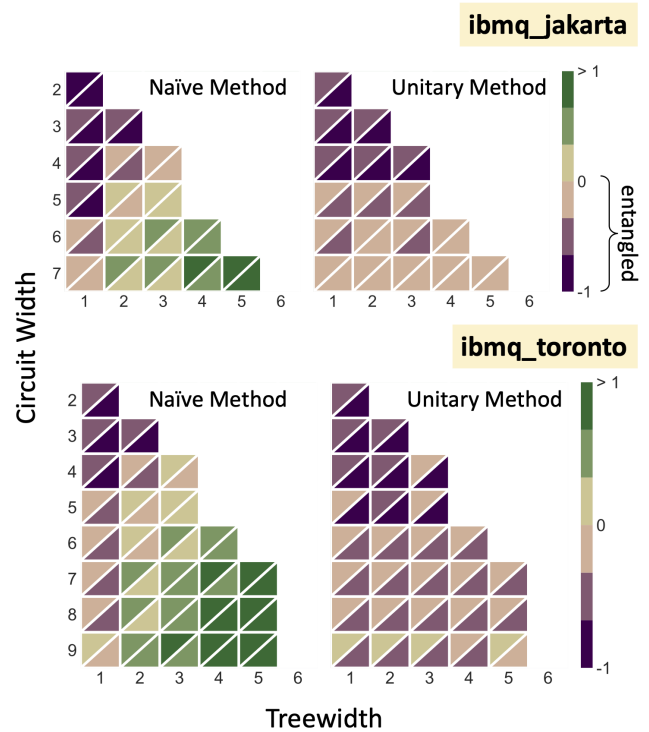 ibmq_jakarta
Naïve Method
Unitary Method
> 1
0
-1
entangled
2
3
4
5
6
7
1 2 3 4 5 6
1 2 3 4 5 6
Circuit Width
ibmq_toronto
Naïve Method
Unitary Method
> 1
0
-1
2
3
4
5
6
7
8
9
1 2 3 4 5 6
1 2 3 4 5 6
Treewidth